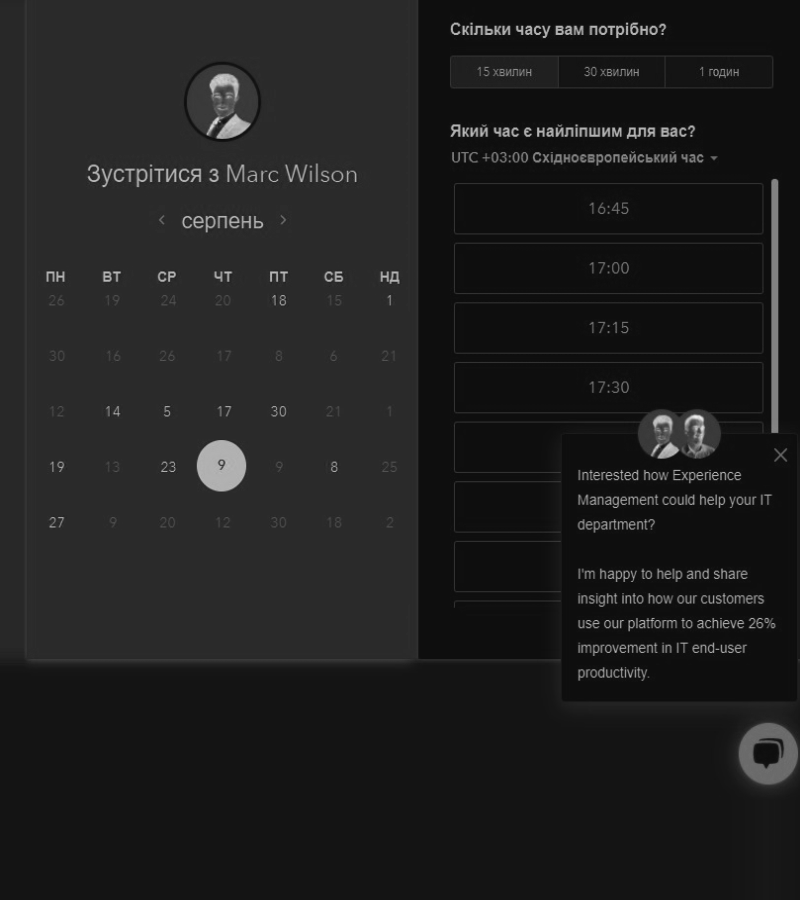 Зустрітися з Marc Wilson
серпень
ПН ВТ СР ЧТ ПТ СБ НД
26 19 24 20 18 15 1
30 16 26 17 8 6 21
12 14 5 17 30 21 1
19 13 23 9 9 8 25
27 9 20 12 30 18 2
Скільки часу вам потрібно?
15 хвилин 30 хвилин 1 годин
Який час є найліпшим для вас?
UTC +03:00 Східноєвропейський час
16:45
17:00
17:15
17:30
Interested how Experience
Management could help your IT
department?
I'm happy to help and share
insight into how our customers
use our platform to achieve 26%
improvement in IT end-user
productivity.